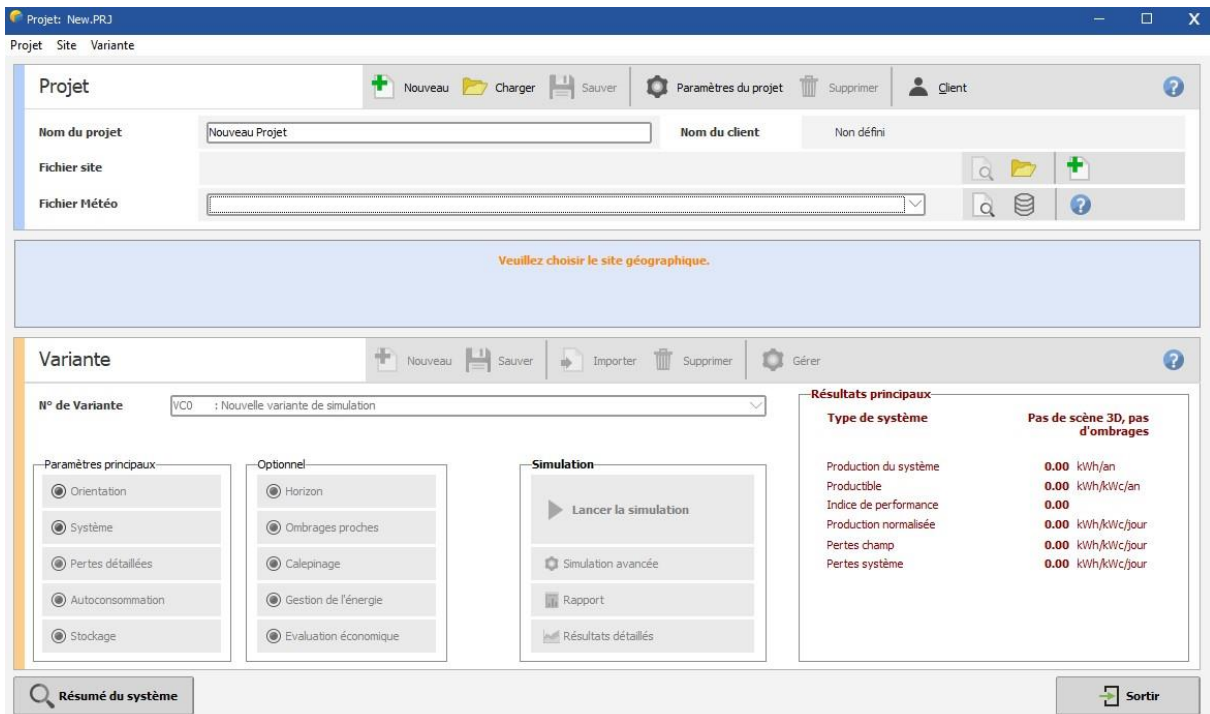 Projet: New.PRJ
Projet Site Variante
Projet Nouveau Charger Sauver Paramètres du projet Supprimer Client
Nom du projet Nouveau Projet Nom du client Non défini
Fichier site
Fichier Météo
Veuillez choisir le site géographique.
Variante Nouveau Sauver Importer Supprimer Gérer
N° de Variante VC0 : Nouvelle variante de simulation
Paramètres principaux
Orientation
Système
Pertes détaillées
Autoconsommation
Stockage
Optionnel
Horizon
Ombrages proches
Calepinage
Gestion de l'énergie
Evaluation économique
Simulation
Lancer la simulation
Simulation avancée
Rapport
Résultats détaillés
Résultats principaux
Type de système Pas de scène 3D, pas
d'ombrages
Production du système 0.00 kWh/an
Productible 0.00 kWh/kWc/an
Indice de performance 0.00
Production normalisée 0.00 kWh/kWc/jour
Pertes champ 0.00 kWh/kWc/jour
Pertes système 0.00 kWh/kWc/jour
Résumé du système Sortir